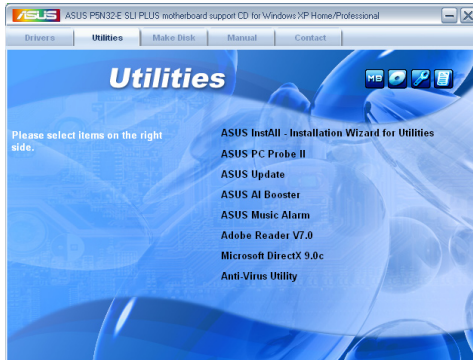 ASUS ASUS P5N32-E SLI PLUS motherboard support CD for Windows XP Home/Professional
Drivers Utilities Make Disk Manual Contact
Utilities
MB
Please select items on the right
side.
ASUS InstAll - Installation Wizard for Utilities
ASUS PC Probe II
ASUS Update
ASUS AI Booster
ASUS Music Alarm
Adobe Reader V7.0
Microsoft DirectX 9.0c
Anti-Virus Utility